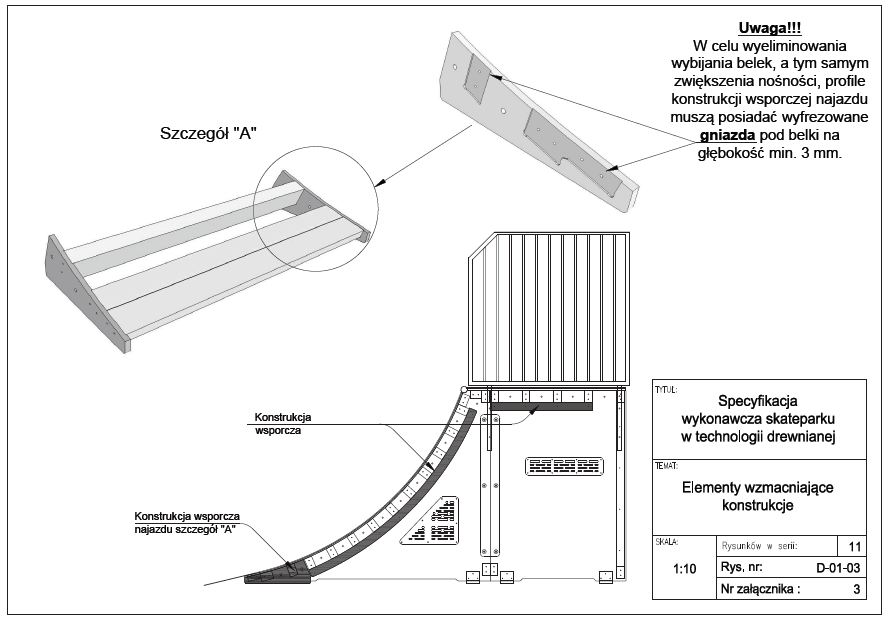 Uwaga!!!
W celu wyeliminowania
wybijania belek, a tym samym
zwiększenia nośności, profile
konstrukcji wsporczej najazdu
muszą posiadać wyfrezowane
gniazda pod belki na
głębokość min. 3 mm.
Szczegół "A"
Konstrukcja
wsporcza
Konstrukcja wsporcza
najazdu szczegół "A"
TYTUŁ:
Specyfikacja
wykonawcza skateparku
w technologii drewnianej
TEMAT:
Elementy wzmacniające
konstrukcje
SKALA:
1:10
Rysunków w serii: 11
Rys, nr: D-01-03
Nr załącznika : 3